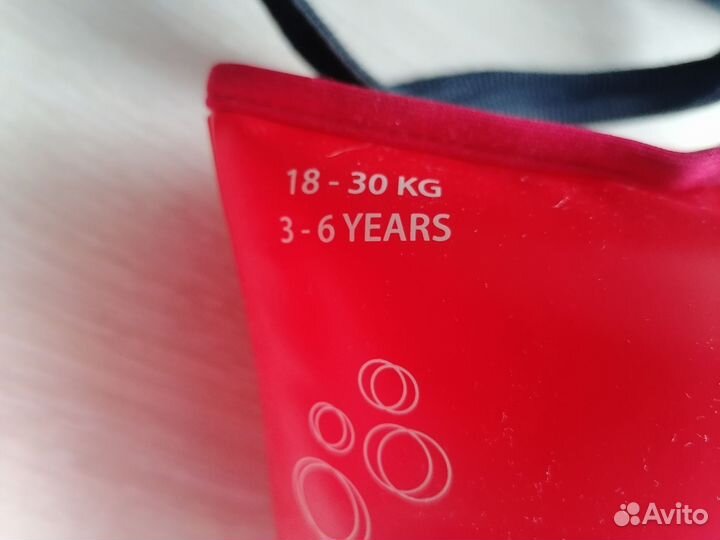 18 - 30 KG
3 - 6 YEARS
Avito